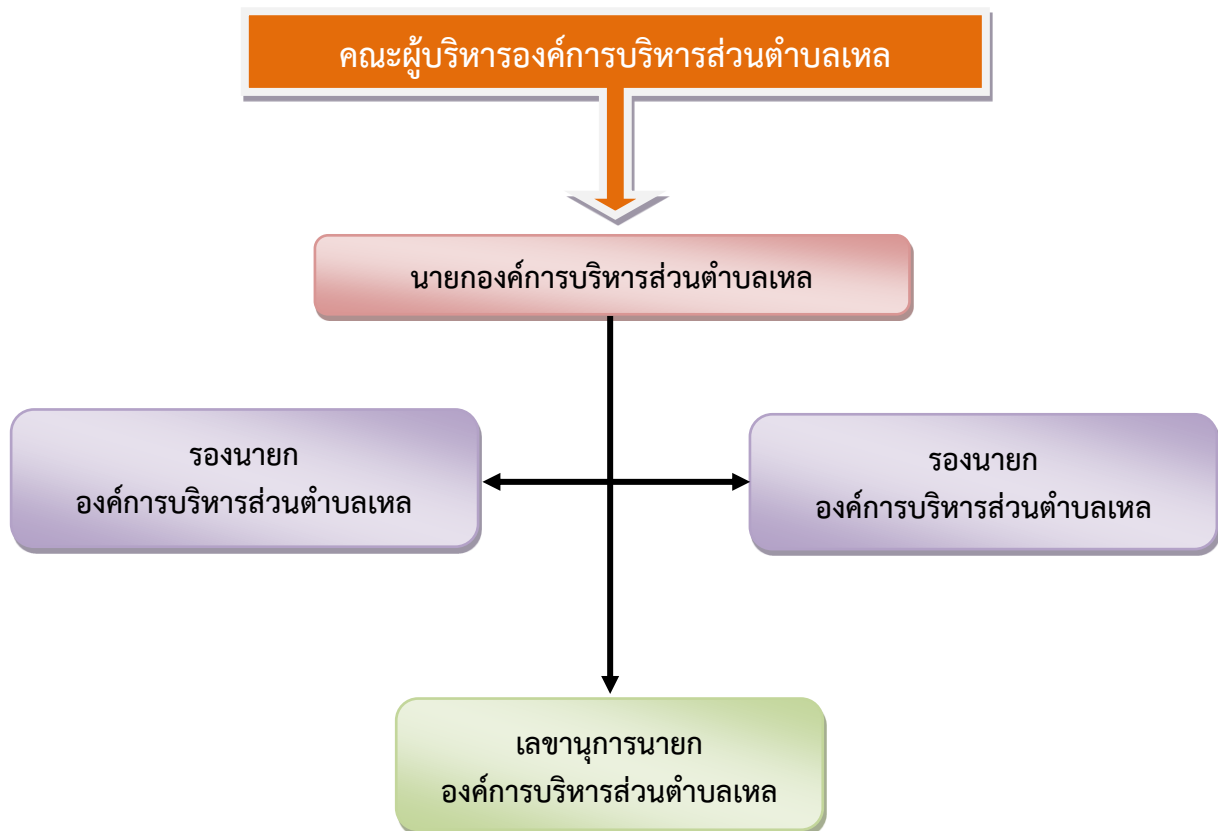 คณะผู้บริหารองค์การบริหารส่วนตำบลเหล
นายกองค์การบริหารส่วนตำบลเหล
รองนายก
องค์การบริหารส่วนตำบลเหล
รองนายก
องค์การบริหารส่วนตำบลเหล
เลขานุการนายก
องค์การบริหารส่วนตำบลเหล